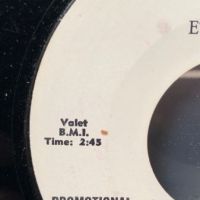 E
Valet
B.M.I.
Time: 2:45
PROMOTIONAL